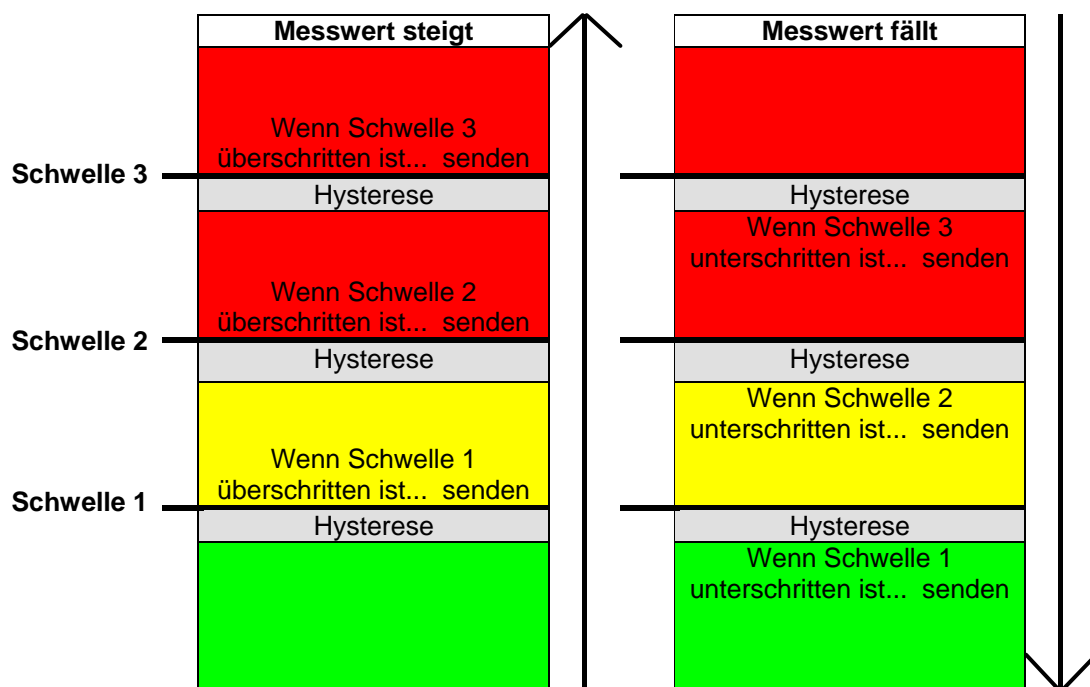 Messwert steigt
Wenn Schwelle 3
überschritten ist... senden
Schwelle 3
Hysterese
Wenn Schwelle 2
überschritten ist... senden
Schwelle 2
Hysterese
Wenn Schwelle 1
überschritten ist... senden
Schwelle 1
Hysterese
Messwert fällt
Hysterese
Wenn Schwelle 3
unterschritten ist... senden
Hysterese
Wenn Schwelle 2
unterschritten ist... senden
Hysterese
Wenn Schwelle 1
unterschritten ist... senden